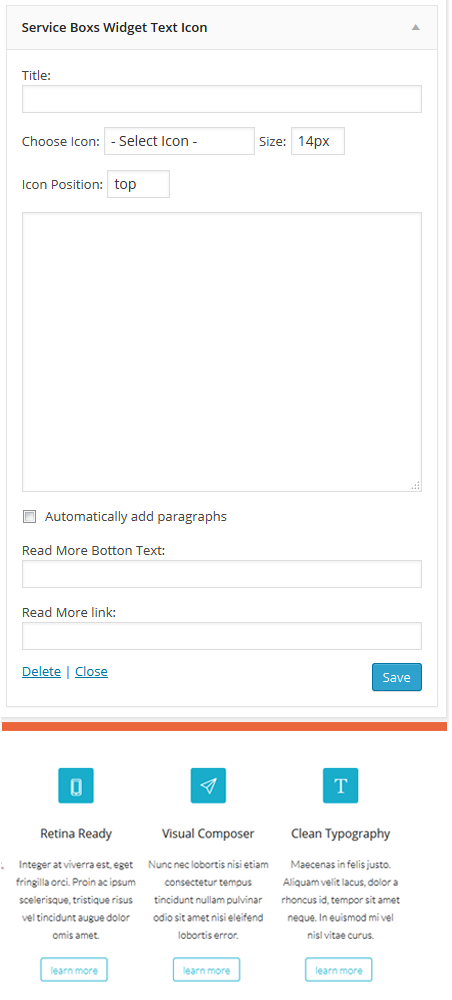 Service Boxs Widget Text Icon
Title:
Choose Icon: - Select Icon - Size: 14px
Icon Position: top
Automatically add paragraphs
Read More Botton Text:
Read More link:
Delete | Close Save
Retina Ready
Integer at viverra est, eget
fringilla orci. Proin ac ipsum
scelerisque, tristique risus
vel tincidunt augue dolor
omis amet.
learn more
Visual Composer
Nunc nec lobortis nisi etiam
consectetur tempus
tincidunt nullam pulvinar
odio sit amet nisi eleifend
lobortis error.
learn more
T
Clean Typography
Maecenas in felis justo.
Aliquam velit lacus, dolor a
rhoncus id, tempor sit amet
neque. In euismod mi vel
nisl vitae curus.
learn more